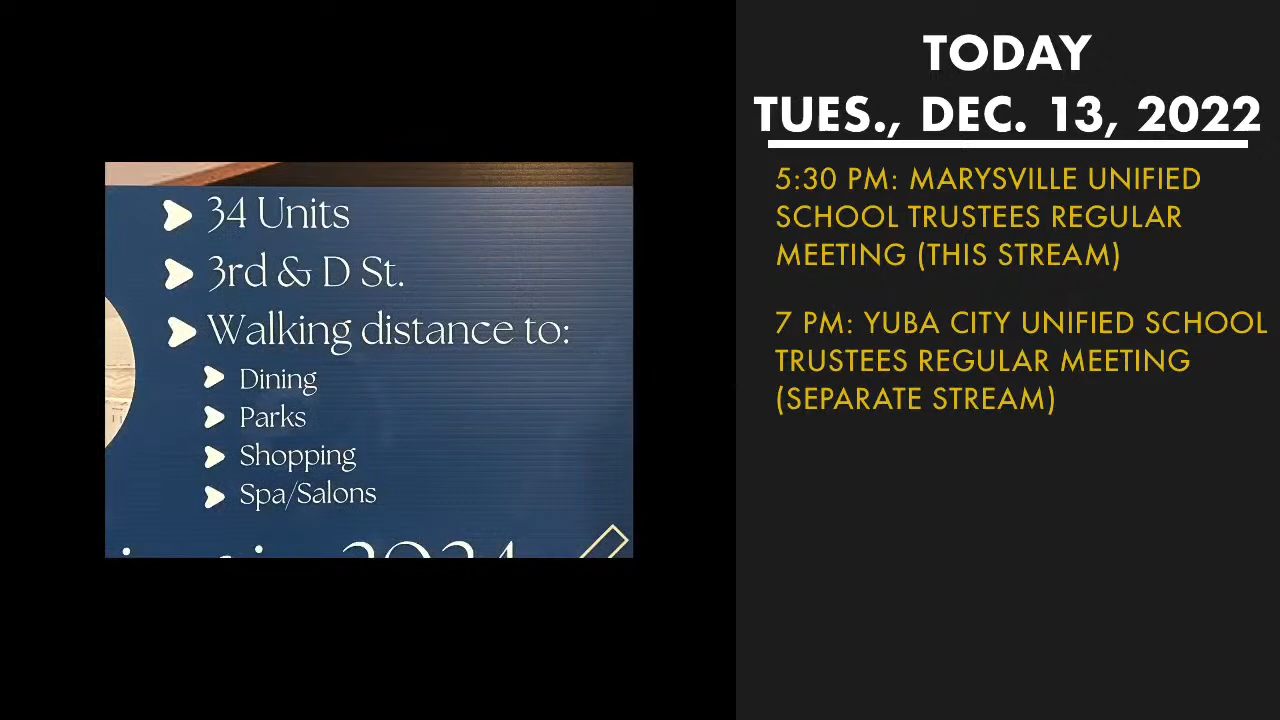 34 Units
3rd & D St.
Walking distance to:
Dining
Parks
Shopping
Spa/Salons
TODAY
TUES., DEC. 13, 2022
5:30 PM: MARYSVILLE UNIFIED
SCHOOL TRUSTEES REGULAR
MEETING (THIS STREAM)
7 PM: YUBA CITY UNIFIED SCHOOL
TRUSTEES REGULAR MEETING
(SEPARATE STREAM)